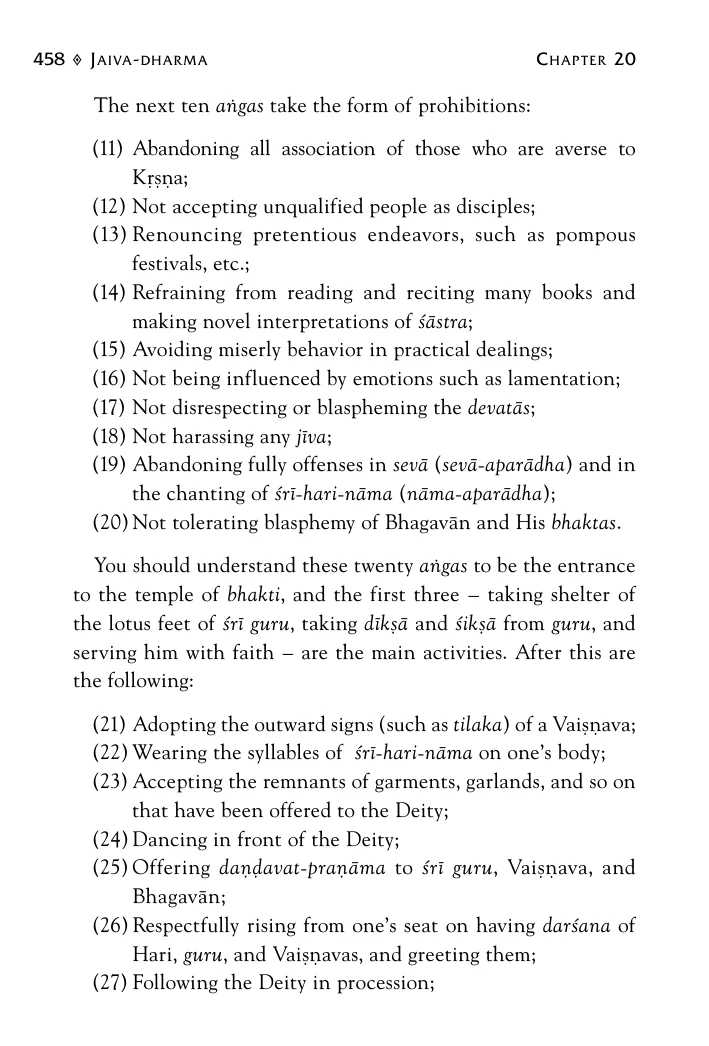 458 ◊ JAIVA-DHARMA CHAPTER 20
The next ten aṅgas take the form of prohibitions:
(11) Abandoning all association of those who are averse to
Kṛṣṇa;
(12) Not accepting unqualified people as disciples;
(13) Renouncing pretentious endeavors, such as pompous
festivals, etc.;
(14) Refraining from reading and reciting many books and
making novel interpretations of śāstra;
(15) Avoiding miserly behavior in practical dealings;
(16) Not being influenced by emotions such as lamentation;
(17) Not disrespecting or blaspheming the devatās;
(18) Not harassing any jīva;
(19) Abandoning fully offenses in sevā (sevā-aparādha) and in
the chanting of śrī-hari-nāma (nāma-aparādha);
(20) Not tolerating blasphemy of Bhagavān and His bhaktas.
You should understand these twenty aṅgas to be the entrance
to the temple of bhakti, and the first three – taking shelter of
the lotus feet of śrī guru, taking dīkṣā and śikṣā from guru, and
serving him with faith – are the main activities. After this are
the following:
(21) Adopting the outward signs (such as tilaka) of a Vaiṣṇava;
(22) Wearing the syllables of śrī-hari-nāma on one's body;
(23) Accepting the remnants of garments, garlands, and so on
that have been offered to the Deity;
(24) Dancing in front of the Deity;
(25) Offering daṇḍavat-praṇāma to śrī guru, Vaiṣṇava, and
Bhagavān;
(26) Respectfully rising from one's seat on having darśana of
Hari, guru, and Vaiṣṇavas, and greeting them;
(27) Following the Deity in procession;